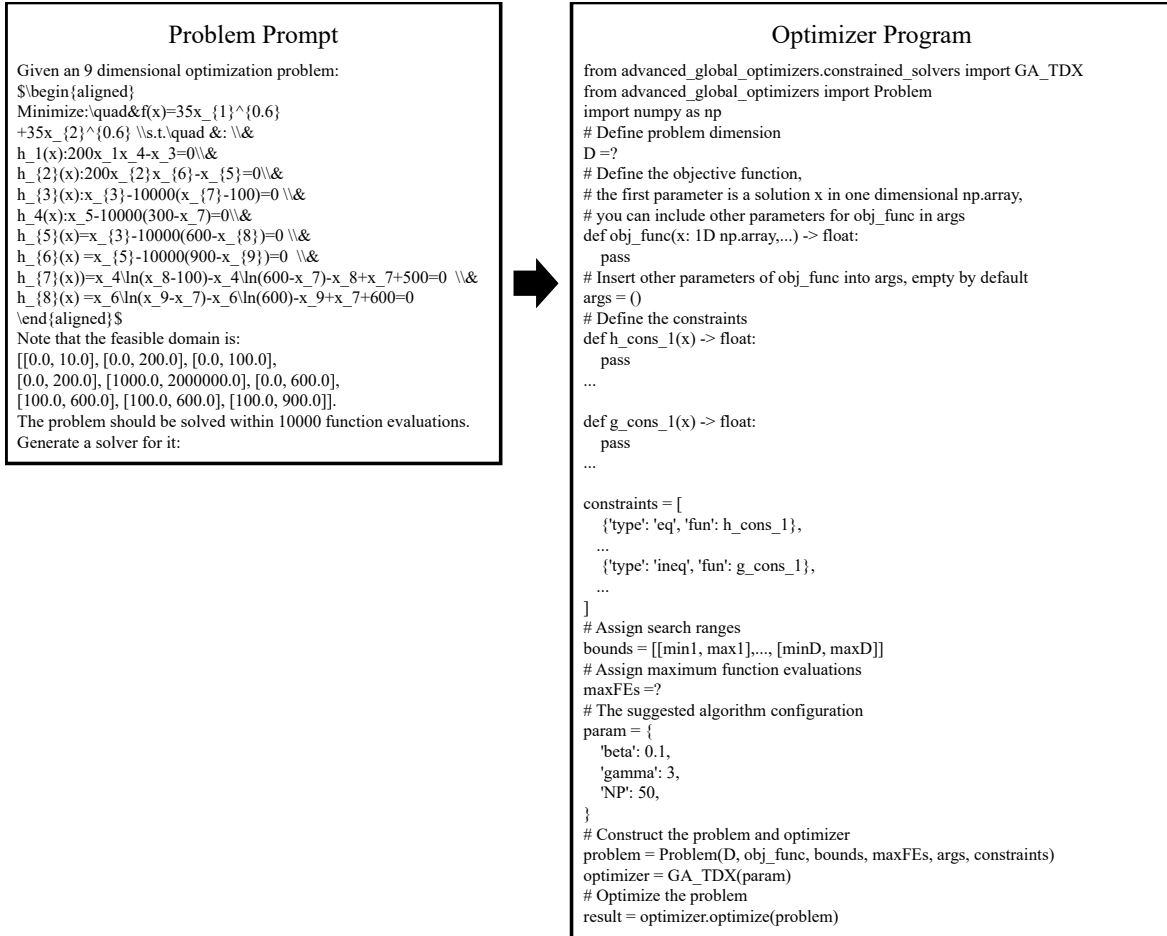 Problem Prompt
Given an 9 dimensional optimization problem:
$\begin{aligned}
Minimize:\quad&f(x)=35x_{1}^{0.6}
+35x_{2}^{0.6} \\s.t.\quad &: \\&
h_1(x):200x_1x_4-x_3=0\\&
h_{2}(x):200x_{2}x_{6}-x_{5}=0\\&
h_{3}(x):x_{3}-10000(x_{7}-100)=0 \\&
h_4(x):x_5-10000(300-x_7)=0\\&
h_{5}(x)=x_{3}-10000(600-x_{8})=0 \\&
h_{6}(x) =x_{5}-10000(900-x_{9})=0  \\&
h_{7}(x))=x_4\ln(x_8-100)-x_4\ln(600-x_7)-x_8+x_7+500=0  \\&
h_{8}(x) =x_6\ln(x_9-x_7)-x_6\ln(600)-x_9+x_7+600=0
\end{aligned}$
Note that the feasible domain is:
[[0.0, 10.0], [0.0, 200.0], [0.0, 100.0],
[0.0, 200.0], [1000.0, 2000000.0], [0.0, 600.0],
[100.0, 600.0], [100.0, 600.0], [100.0, 900.0]].
The problem should be solved within 10000 function evaluations.
Generate a solver for it:
Optimizer Program
from advanced_global_optimizers.constrained_solvers import GA_TDX
from advanced_global_optimizers import Problem
import numpy as np
# Define problem dimension
D =?
# Define the objective function,
# the first parameter is a solution x in one dimensional np.array,
# you can include other parameters for obj_func in args
def obj_func(x: 1D np.array,...) -> float:
    pass
# Insert other parameters of obj_func into args, empty by default
args = ()
# Define the constraints
def h_cons_1(x) -> float:
    pass
...
def g_cons_1(x) -> float:
    pass
...
constraints = [
    {'type': 'eq', 'fun': h_cons_1},
    ...
    {'type': 'ineq', 'fun': g_cons_1},
    ...
]
# Assign search ranges
bounds = [[min1, max1],..., [minD, maxD]]
# Assign maximum function evaluations
maxFEs =?
# The suggested algorithm configuration
param = {
    'beta': 0.1,
    'gamma': 3,
    'NP': 50,
}
# Construct the problem and optimizer
problem = Problem(D, obj_func, bounds, maxFEs, args, constraints)
optimizer = GA_TDX(param)
# Optimize the problem
result = optimizer.optimize(problem)